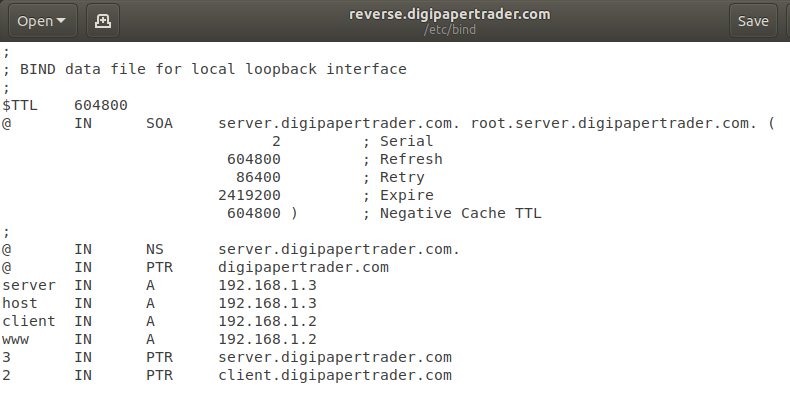 Open
reverse.digipapertrader.com
/etc/bind
Save
;
; BIND data file for local loopback interface
;
$TTL    604800
@       IN      SOA     server.digipapertrader.com. root.server.digipapertrader.com. (
                              2         ; Serial
                         604800         ; Refresh
                          86400         ; Retry
                        2419200         ; Expire
                         604800 )       ; Negative Cache TTL
;
@       IN      NS      server.digipapertrader.com.
@       IN      PTR     digipapertrader.com
server  IN      A       192.168.1.3
host    IN      A       192.168.1.3
client  IN      A       192.168.1.2
www     IN      A       192.168.1.2
3       IN      PTR     server.digipapertrader.com
2       IN      PTR     client.digipapertrader.com